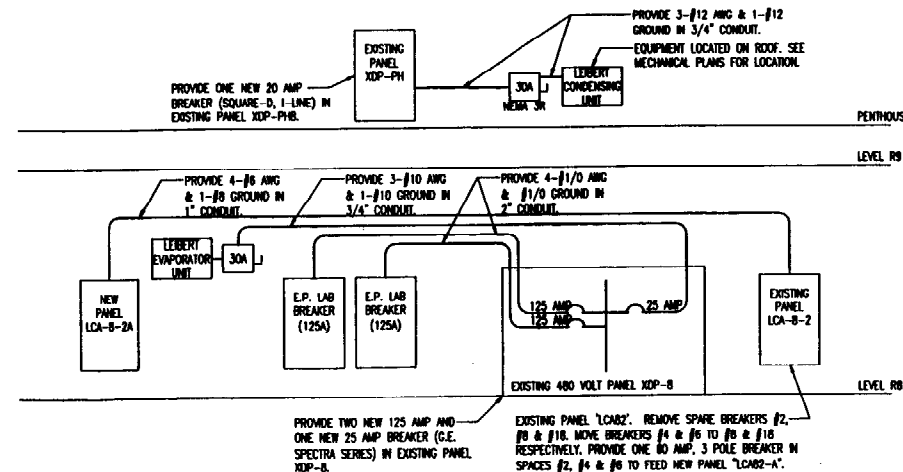 PROVIDE 3-#12 AWG & 1-#12
GROUND IN 3/4" CONDUIT.
EXISTING
PANEL
XDP-PH
EQUIPMENT LOCATED ON ROOF. SEE
MECHANICAL PLANS FOR LOCATION.
PROVIDE ONE NEW 20 AMP
BREAKER (SQUARE-D, I-LINE) IN
EXISTING PANEL XDP-PHB.
30A
NEMA 3R
LEIBERT
CONDENSING
UNIT
PENTHOUS
LEVEL R9
PROVIDE 4-#6 AWG
& 1-#8 GROUND IN
1" CONDUIT.
PROVIDE 3-#10 AWG
& 1-#10 GROUND IN
3/4" CONDUIT.
PROVIDE 4-#1/0 AWG
& #1/0 GROUND IN
2" CONDUIT.
LEIBERT
EVAPORATOR
UNIT
30A
NEW
PANEL
LCA-8-2A
E.P. LAB
BREAKER
(125A)
E.P. LAB
BREAKER
(125A)
125 AMP
125 AMP
25 AMP
EXISTING
PANEL
LCA-8-2
EXISTING 480 VOLT PANEL XDP-8
LEVEL R8
PROVIDE TWO NEW 125 AMP AND
ONE NEW 25 AMP BREAKER (G.E.
SPECTRA SERIES) IN EXISTING PANEL
XDP-8.
EXISTING PANEL 'LCA82'. REMOVE SPARE BREAKERS #2,
#8 & #18. MOVE BREAKERS #4 & #6 TO #8 & #18
RESPECTIVELY. PROVIDE ONE 80 AMP, 3 POLE BREAKER IN
SPACES #2, #4 & #6 TO FEED NEW PANEL "LCA82-A".